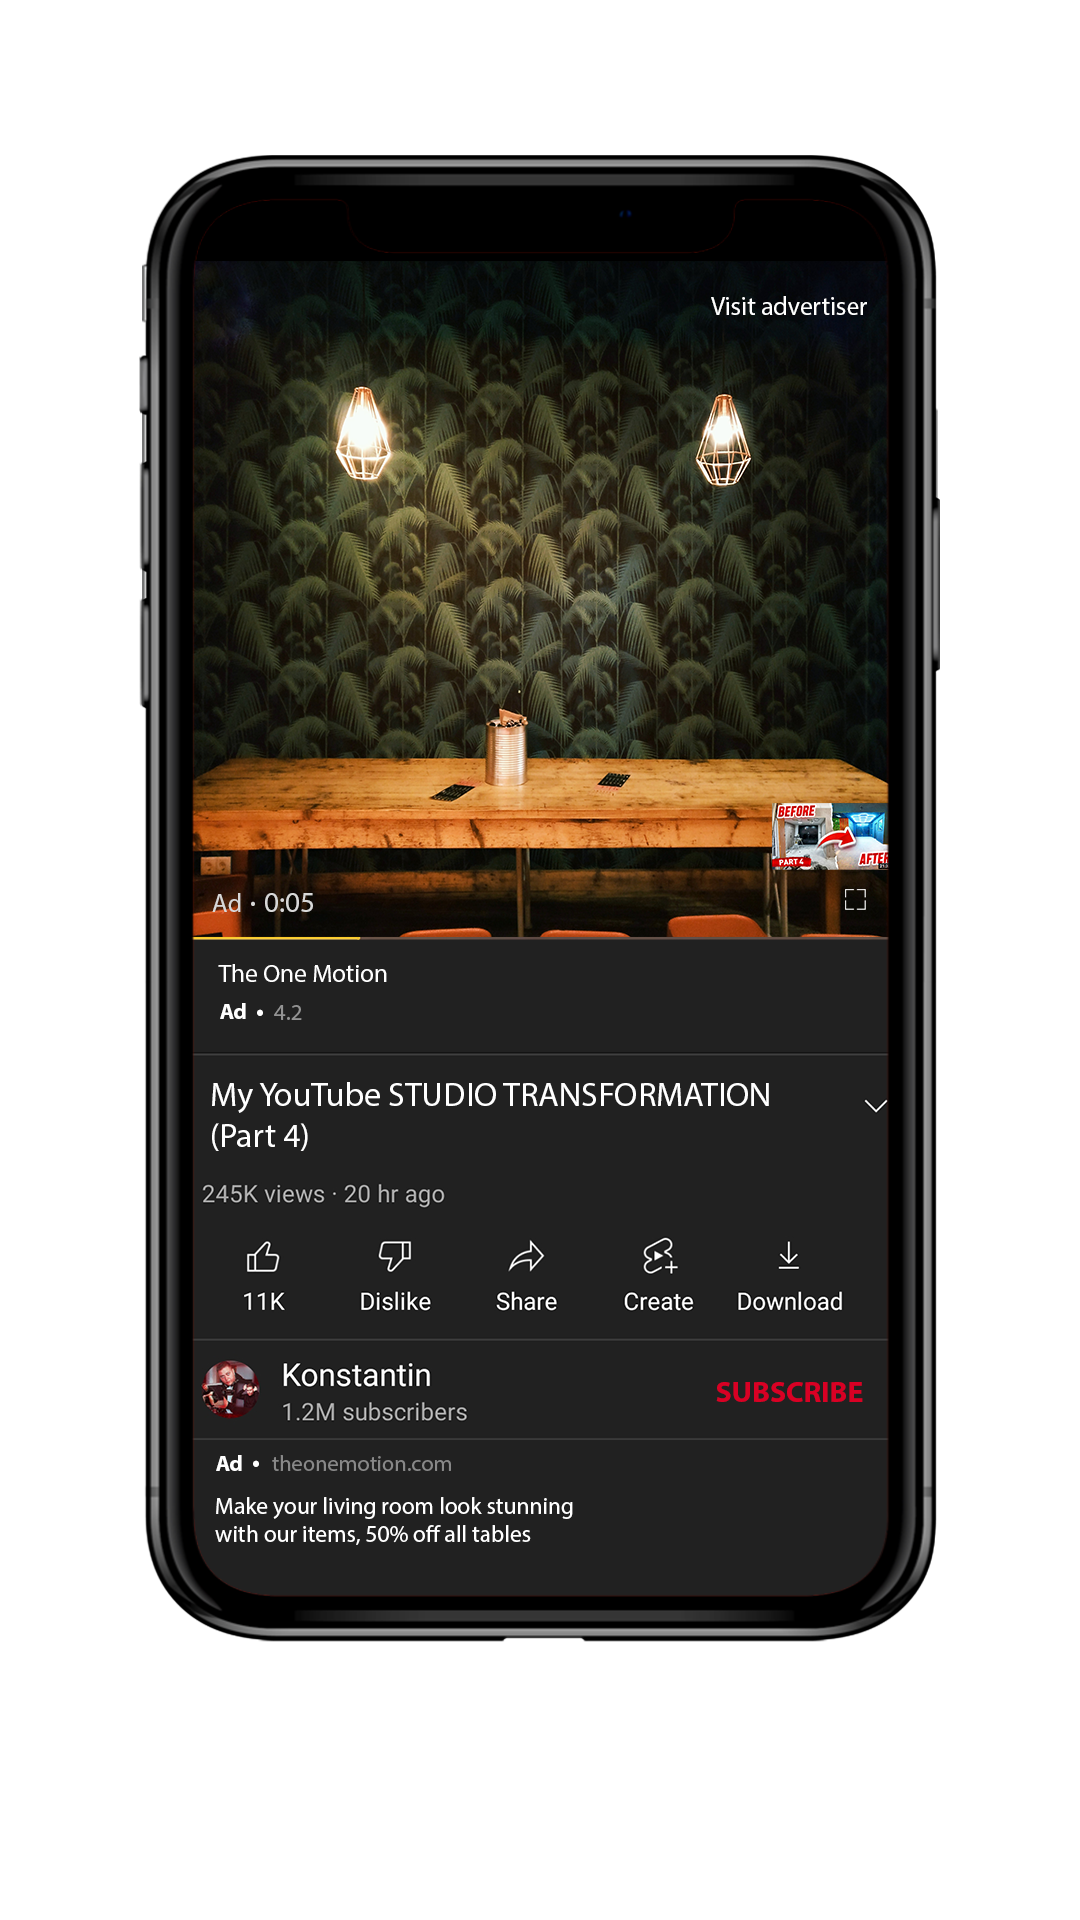 Visit advertiser
BEFORE
PART 4
AFTER
Ad · 0:05
The One Motion
Ad • 4.2
My YouTube STUDIO TRANSFORMATION
(Part 4)
245K views · 20 hr ago
11K
Dislike
Share
Create
Download
Konstantin
1.2M subscribers
SUBSCRIBE
Ad • theonemotion.com
Make your living room look stunning
with our items, 50% off all tables